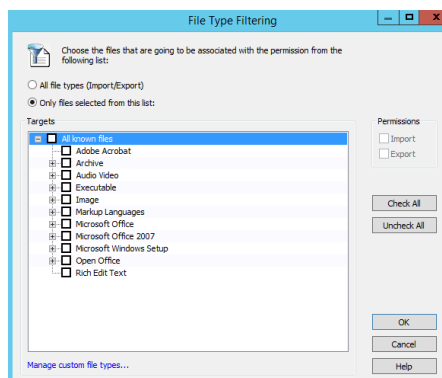 File Type Filtering
Choose the files that are going to be associated with the permission from the
following list:
All file types (Import/Export)
Only files selected from this list:
Targets
Permissions
All known files
Import
Adobe Acrobat
Export
Archive
Audio Video
Executable
Image
Check All
Markup Languages
Microsoft Office
Uncheck All
Microsoft Office 2007
Microsoft Windows Setup
Open Office
Rich Edit Text
OK
Cancel
Manage custom file types...
Help